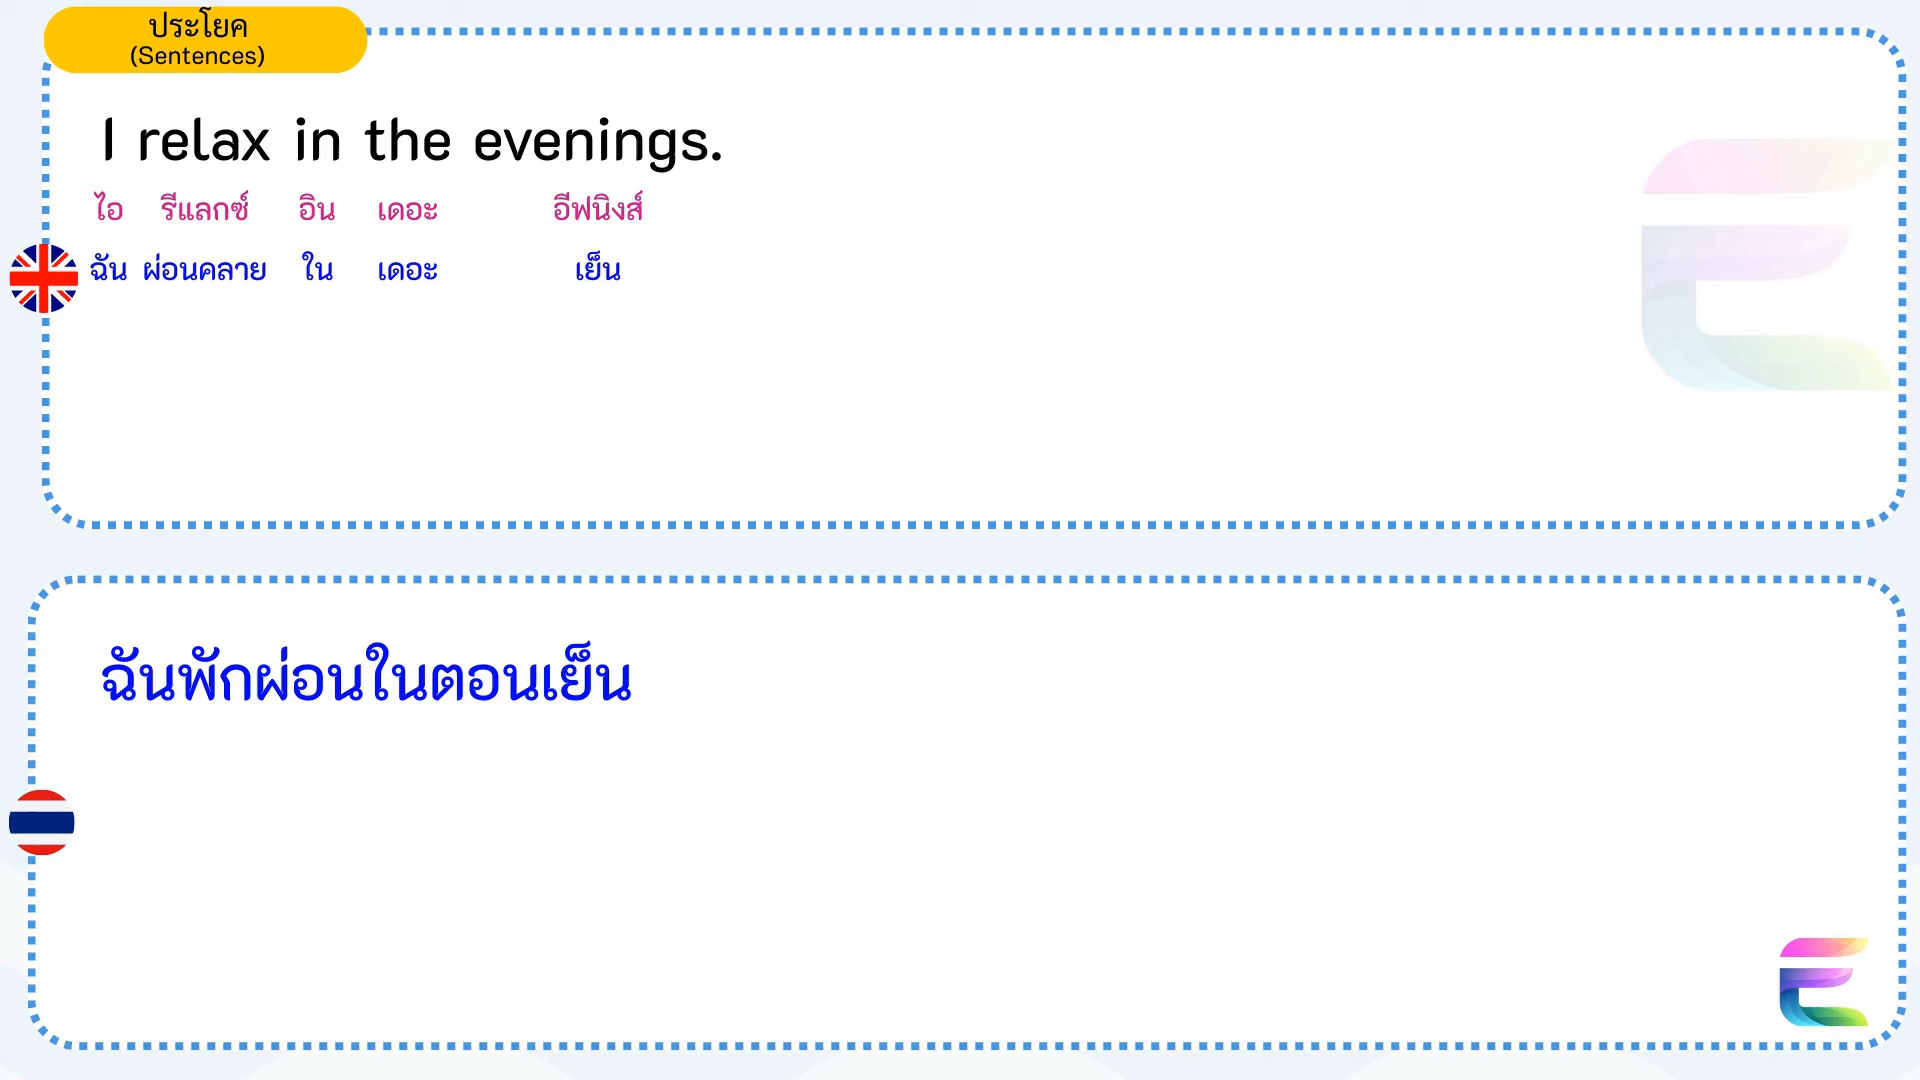 ประโยค
(Sentences)
I relax in the evenings.
ไอ รีแลกซ์ อิน เดอะ อีฟนิงส์
ฉัน ผ่อนคลาย ใน เดอะ เย็น
ฉันพักผ่อนในตอนเย็น